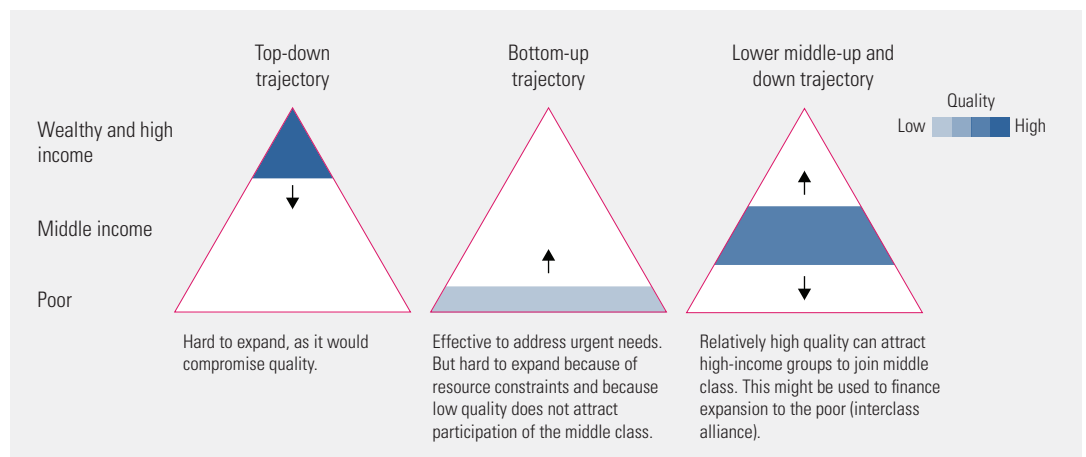 Top-down
trajectory
Bottom-up
trajectory
Lower middle-up and
down trajectory
Quality
Low
High
Wealthy and high
income
Middle income
Poor
Hard to expand, as it would
compromise quality.
Effective to address urgent needs.
But hard to expand because of
resource constraints and because
low quality does not attract
participation of the middle class.
Relatively high quality can attract
high-income groups to join middle
class. This might be used to finance
expansion to the poor (interclass
alliance).